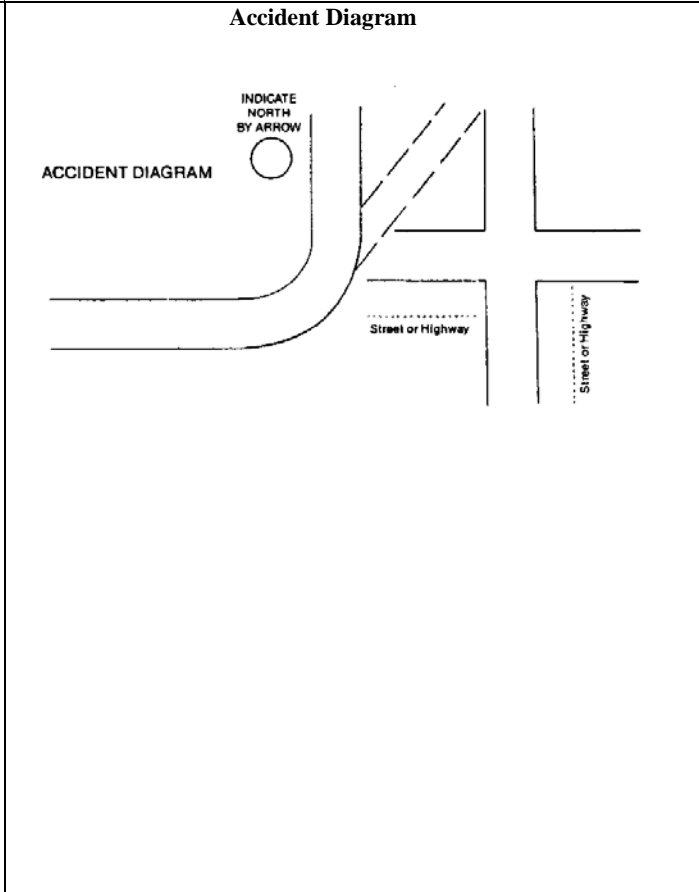 Accident Diagram
INDICATE
NORTH
BY ARROW
ACCIDENT DIAGRAM
Street or Highway
Street or Highway